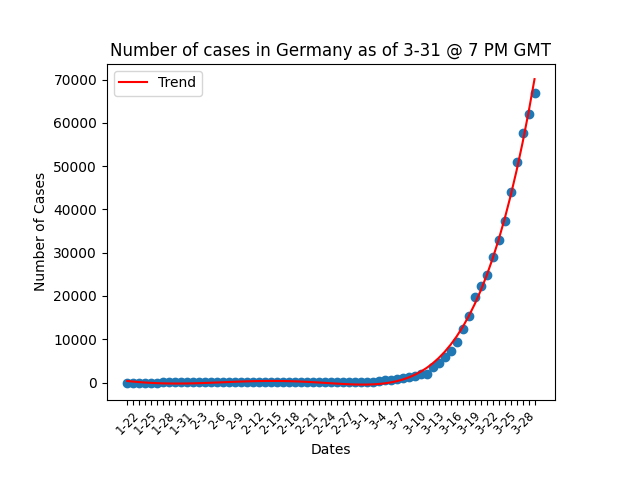 Number of cases in Germany as of 3-31 @ 7 PM GMT
Trend
70000
60000
50000
40000
30000
20000
10000
0
Number of Cases
1-22 1-25 1-28 1-31 2-3 2-6 2-9 2-12 2-15 2-18 2-21 2-24 2-27 3-1 3-4 3-7 3-10 3-13 3-16 3-19 3-22 3-25 3-28
Dates